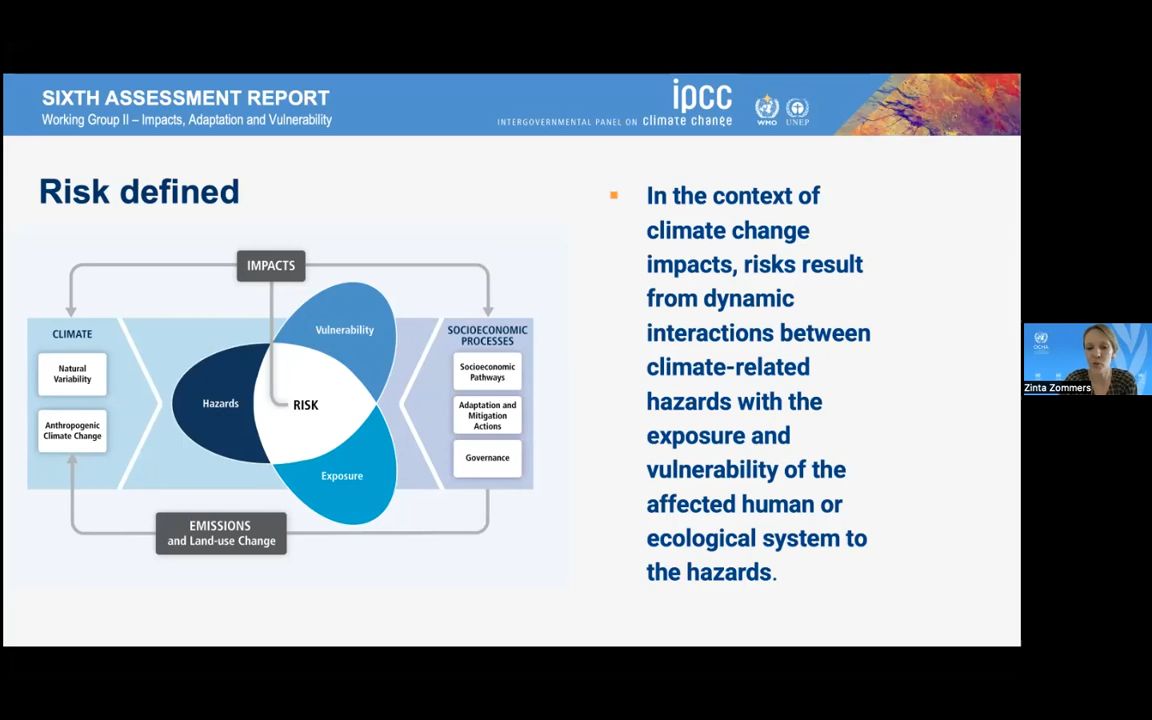 SIXTH ASSESSMENT REPORT
Working Group II – Impacts, Adaptation and Vulnerability
ipcc
INTERGOVERNMENTAL PANEL ON climate change
WMO
UNEP
Risk defined
IMPACTS
CLIMATE
Natural
Variability
Anthropogenic
Climate Change
Vulnerability
Hazards
RISK
Exposure
SOCIOECONOMIC
PROCESSES
Socioeconomic
Pathways
Adaptation and
Mitigation
Actions
Governance
EMISSIONS
and Land-use Change
In the context of
climate change
impacts, risks result
from dynamic
interactions between
climate-related
hazards with the
exposure and
vulnerability of the
affected human or
ecological system to
the hazards.
OCHA
Zinta Zommers